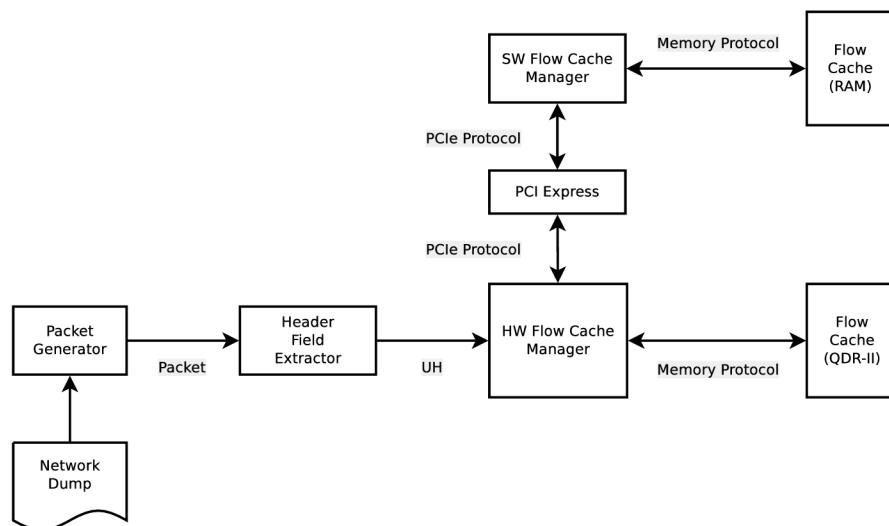 SW Flow Cache
Manager
Memory Protocol
Flow
Cache
(RAM)
PCIe Protocol
PCI Express
PCIe Protocol
Packet
Generator
Packet
Header
Field
Extractor
UH
HW Flow Cache
Manager
Memory Protocol
Flow
Cache
(QDR-II)
Network
Dump